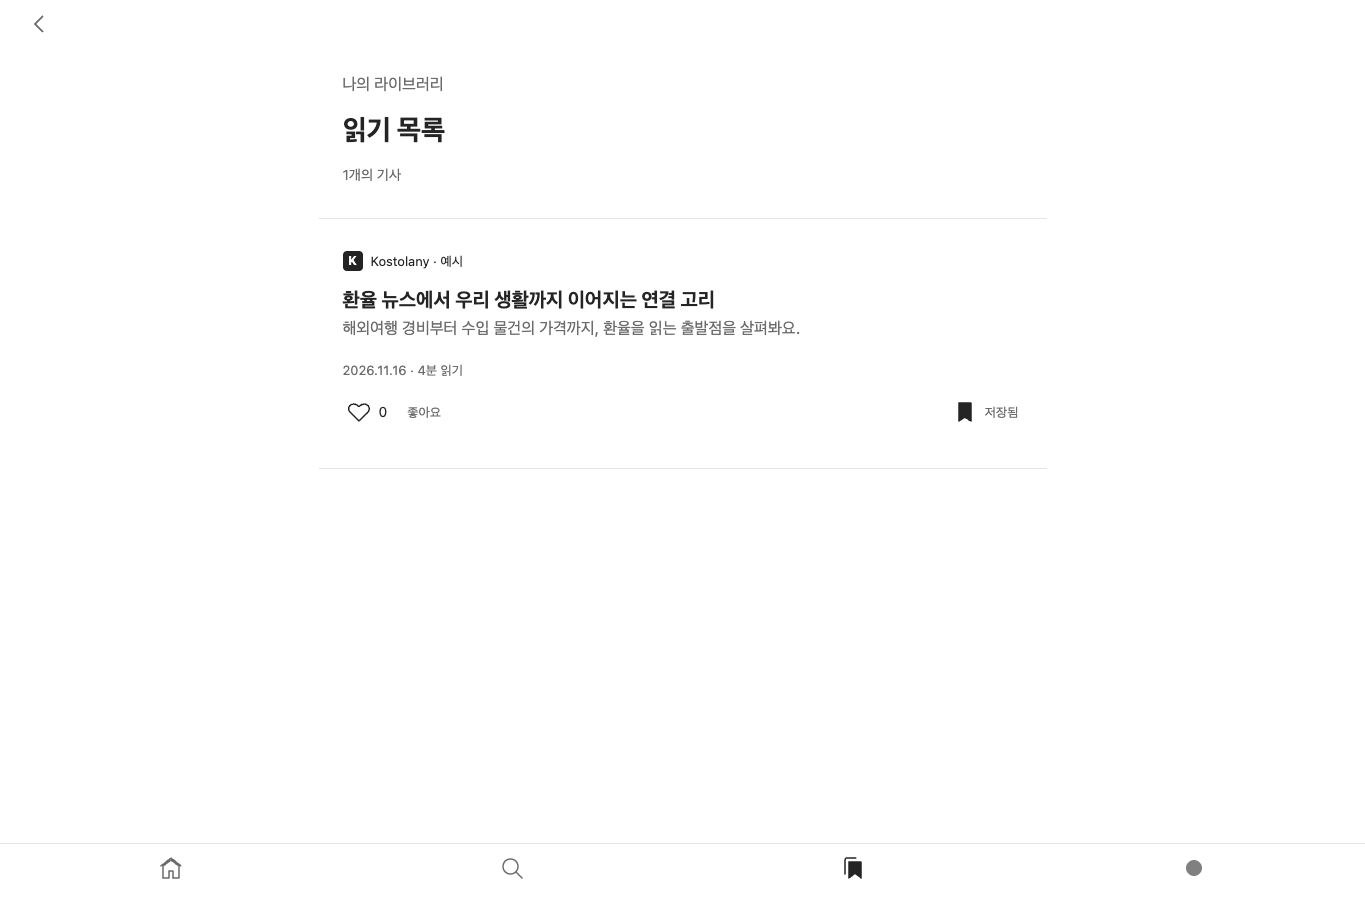 나의 라이브러리
읽기 목록
1개의 기사
K Kostolany · 예시
환율 뉴스에서 우리 생활까지 이어지는 연결 고리
해외여행 경비부터 수입 물건의 가격까지, 환율을 읽는 출발점을 살펴봐요.
2026.11.16 · 4분 읽기
0 좋아요 저장됨